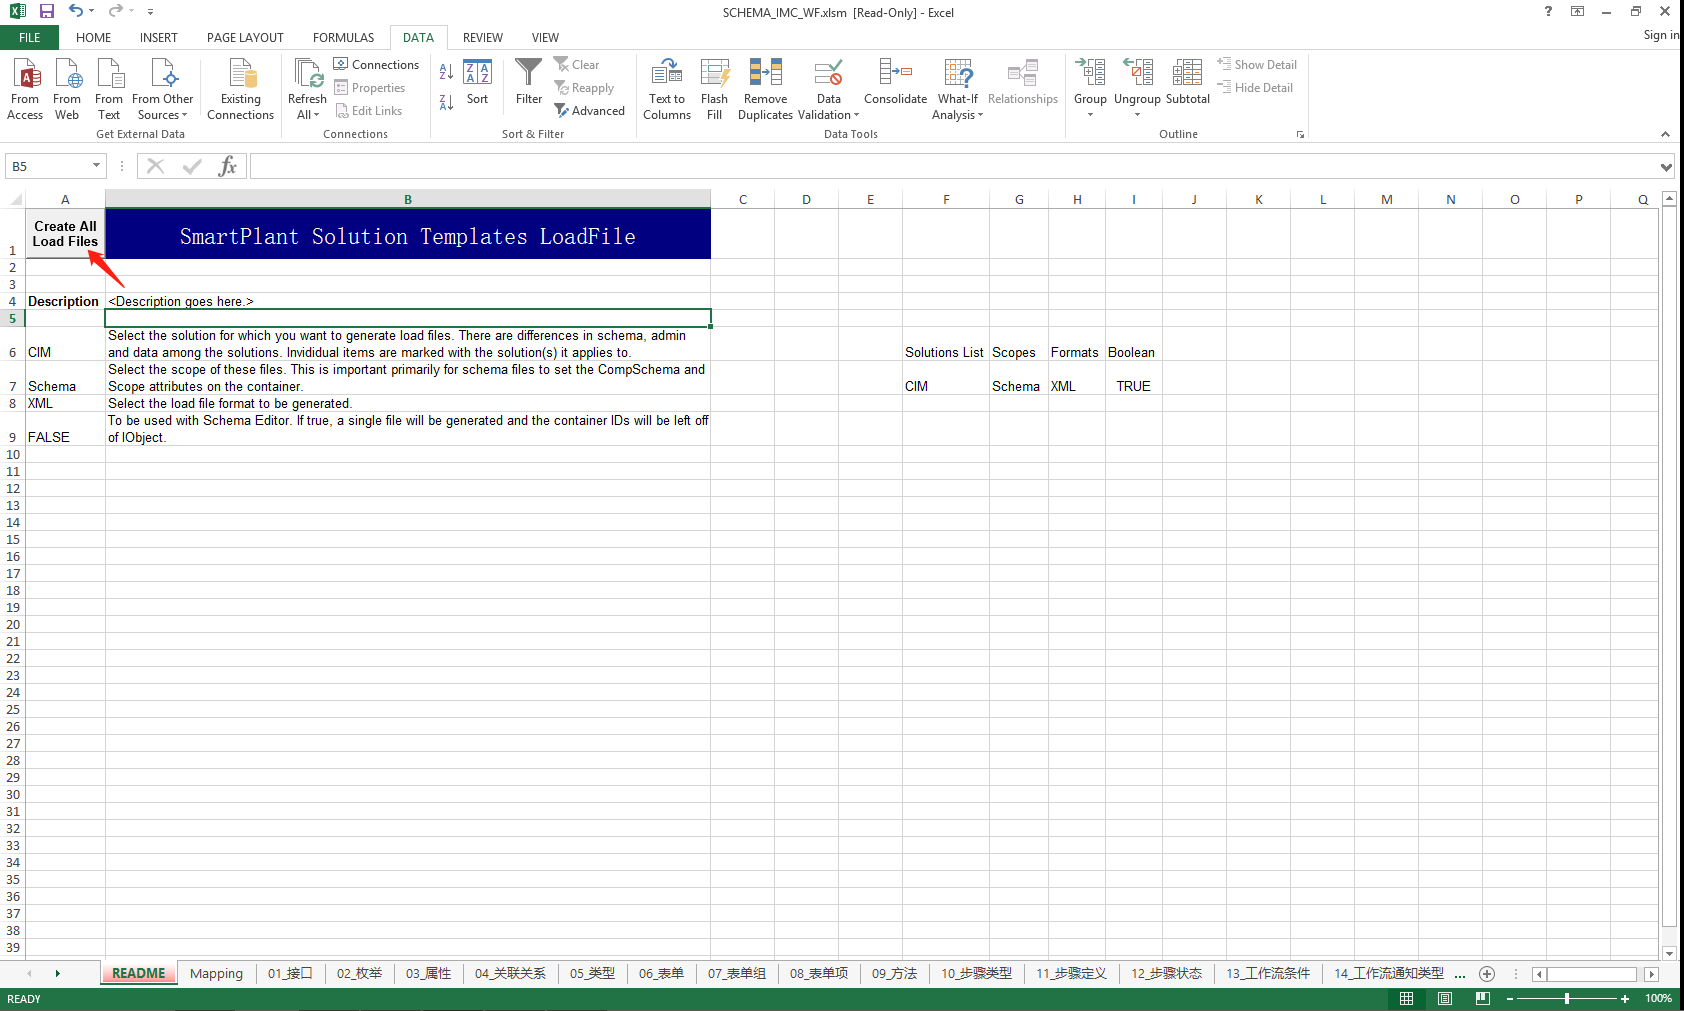 SCHEMA_IMC_WF.xlsm [Read-Only] - Excel
FILE HOME INSERT PAGE LAYOUT FORMULAS DATA REVIEW VIEW Sign in
From Access From Web From Text From Other Sources Existing Connections Refresh All Connections Properties Edit Links Sort Filter Clear Reapply Advanced Text to Columns Flash Fill Remove Duplicates Data Validation Consolidate What-If Analysis Relationships Group Ungroup Subtotal Show Detail Hide Detail
Get External Data Connections Sort & Filter Data Tools Outline
B5 fx
A B C D E F G H I J K L M N O P Q
1 Create All Load Files SmartPlant Solution Templates LoadFile
2
3
4 Description <Description goes here.>
5
Select the solution for which you want to generate load files. There are differences in schema, admin
6 CIM and data among the solutions. Invididual items are marked with the solution(s) it applies to. Solutions List Scopes Formats Boolean
Select the scope of these files. This is important primarily for schema files to set the CompSchema and
7 Schema Scope attributes on the container. CIM Schema XML TRUE
8 XML Select the load file format to be generated.
To be used with Schema Editor. If true, a single file will be generated and the container IDs will be left off
9 FALSE of IObject.
10
11
12
13
14
15
16
17
18
19
20
21
22
23
24
25
26
27
28
29
30
31
32
33
34
35
36
37
38
39
README Mapping 01_接口 02_枚举 03_属性 04_关联关系 05_类型 06_表单 07_表单组 08_表单项 09_方法 10_步骤类型 11_步骤定义 12_步骤状态 13_工作流条件 14_工作流通知类型 ...
READY 100%